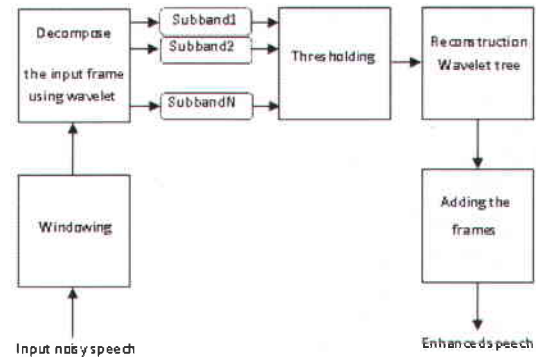 Decompose
the input frame
using wavelet
Subband1
Subband2
SubbandN
Thresholding
Reconstruction
Wavelet tree
Windowing
Adding the
frames
Input noisy speech
Enhanced speech